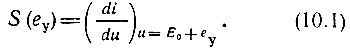 S(e_y) = (di/du)_{u = E_0 + e_y} . (10.1)